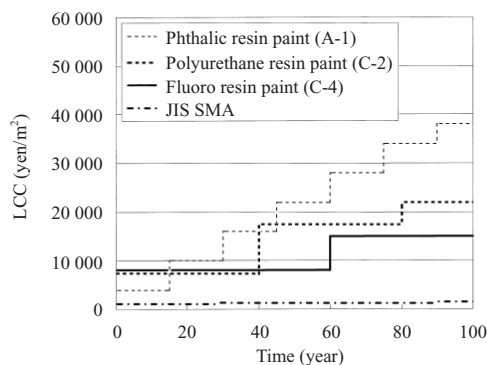 60 000
50 000
40 000
30 000
20 000
10 000
0
LCC (yen/m²)
Phthalic resin paint (A-1)
Polyurethane resin paint (C-2)
Fluoro resin paint (C-4)
JIS SMA
0 20 40 60 80 100
Time (year)